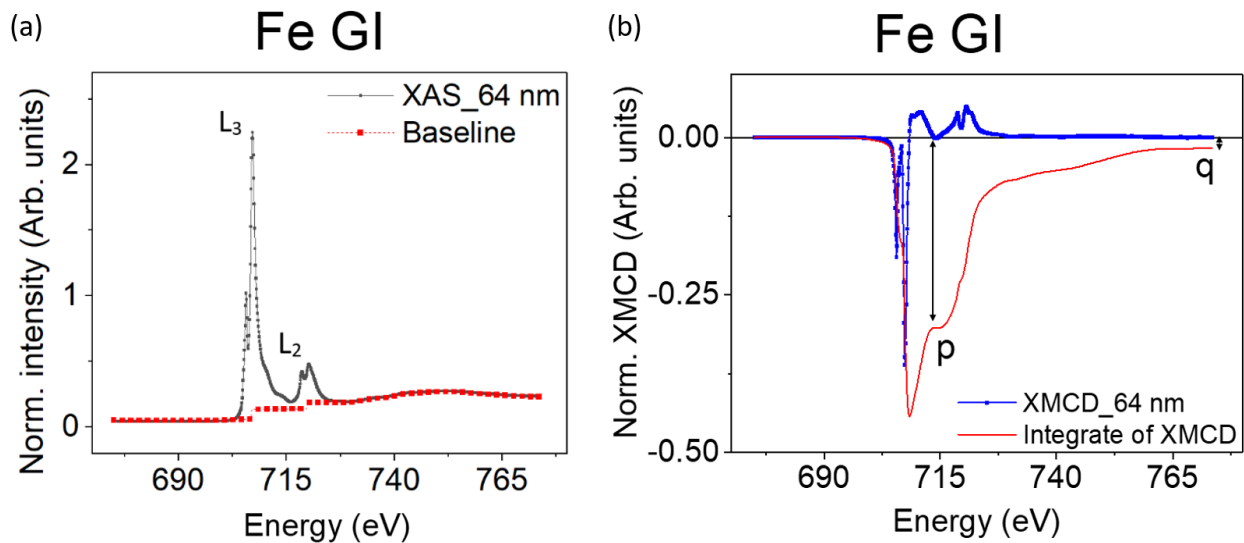 (a)
Fe GI
Norm. intensity (Arb. units)
2
1
0
L3
L2
XAS_64 nm
Baseline
690
715
740
765
Energy (eV)
(b)
Fe GI
Norm. XMCD (Arb. units)
0.00
-0.25
-0.50
p
q
XMCD_64 nm
Integrate of XMCD
690
715
740
765
Energy (eV)